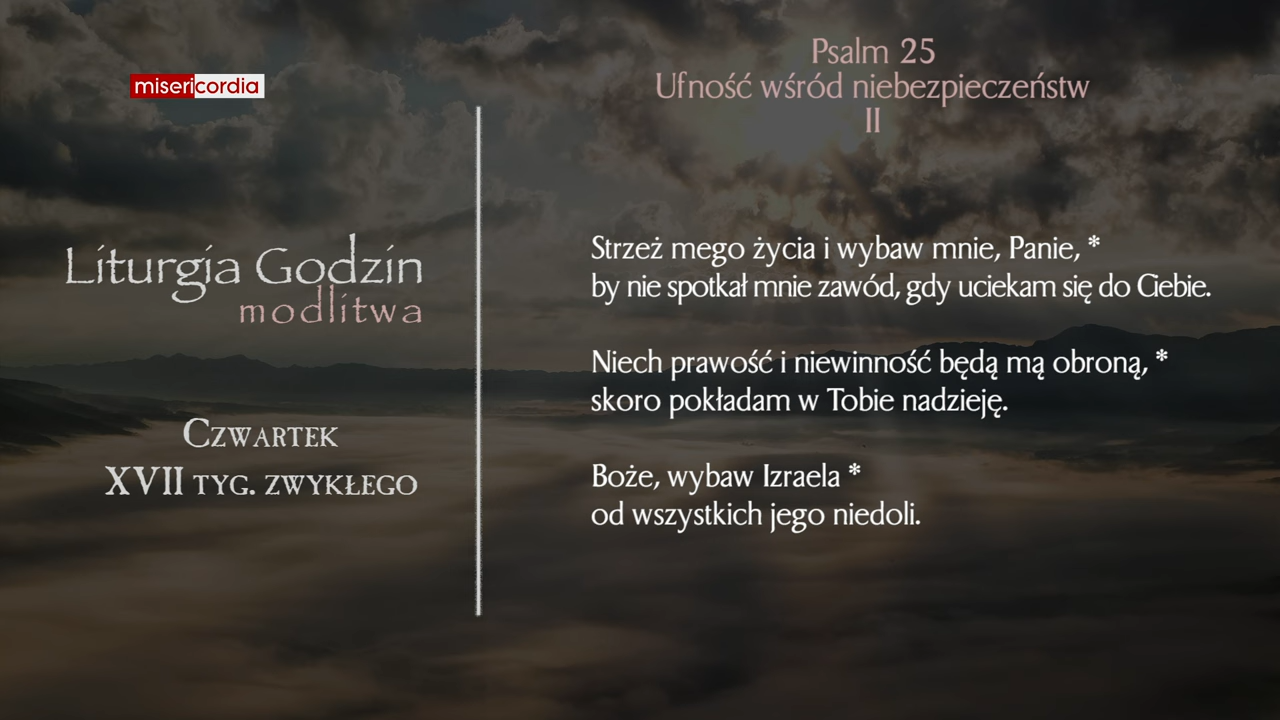 misericordia
Liturgia Godzin
modlitwa
Czwartek
XVII tyg. zwykłego
Psalm 25
Ufność wśród niebezpieczeństw
II
Strzeż mego życia i wybaw mnie, Panie, *
by nie spotkał mnie zawód, gdy uciekam się do Ciebie.
Niech prawość i niewinność będą mą obroną, *
skoro pokładam w Tobie nadzieję.
Boże, wybaw Izraela *
od wszystkich jego niedoli.